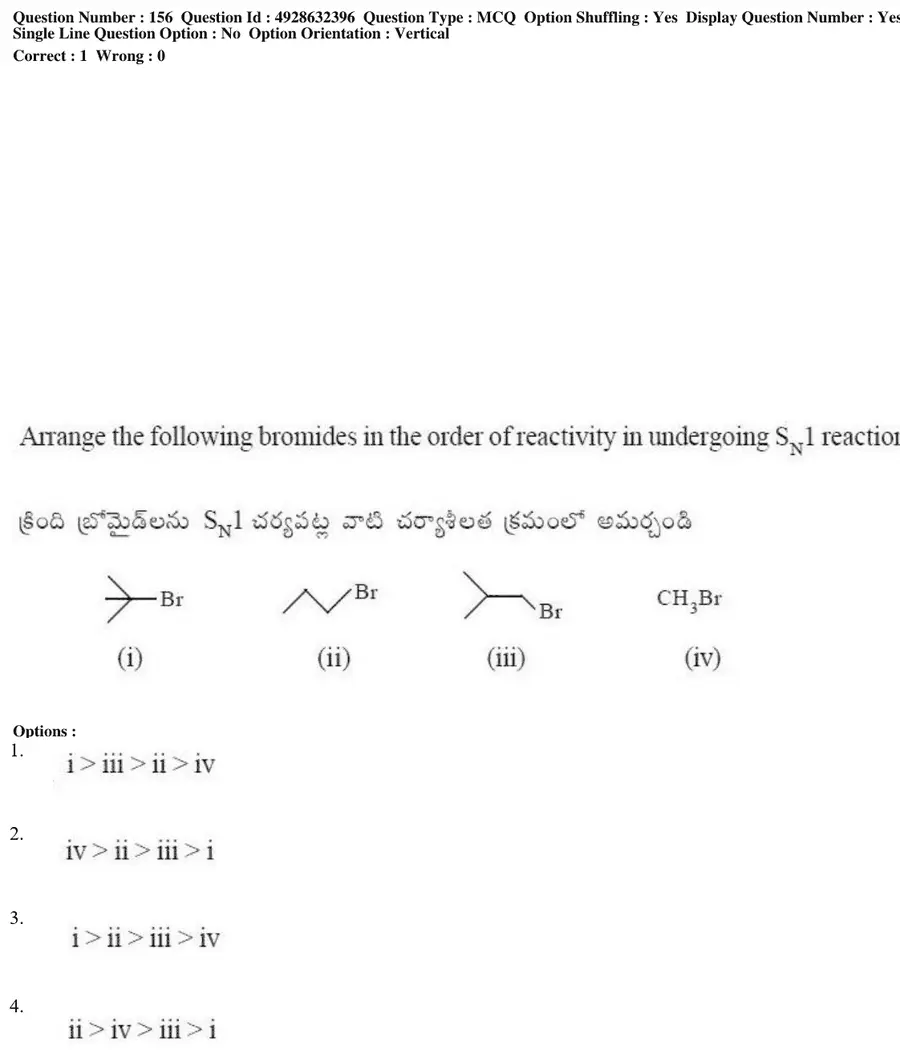 Question Number : 156 Question Id : 4928632396 Question Type : MCQ Option Shuffling : Yes Display Question Number : Yes
Single Line Question Option : No Option Orientation : Vertical
Correct : 1 Wrong : 0
Arrange the following bromides in the order of reactivity in undergoing SN1 reaction
క్రింది బ్రోమైడ్‌లను SN1 చర్యపట్ల వాటి చర్యాశీలత క్రమంలో అమర్చండి
Br Br Br CH3Br
(i) (ii) (iii) (iv)
Options :
1. i > iii > ii > iv
2. iv > ii > iii > i
3. i > ii > iii > iv
4. ii > iv > iii > i